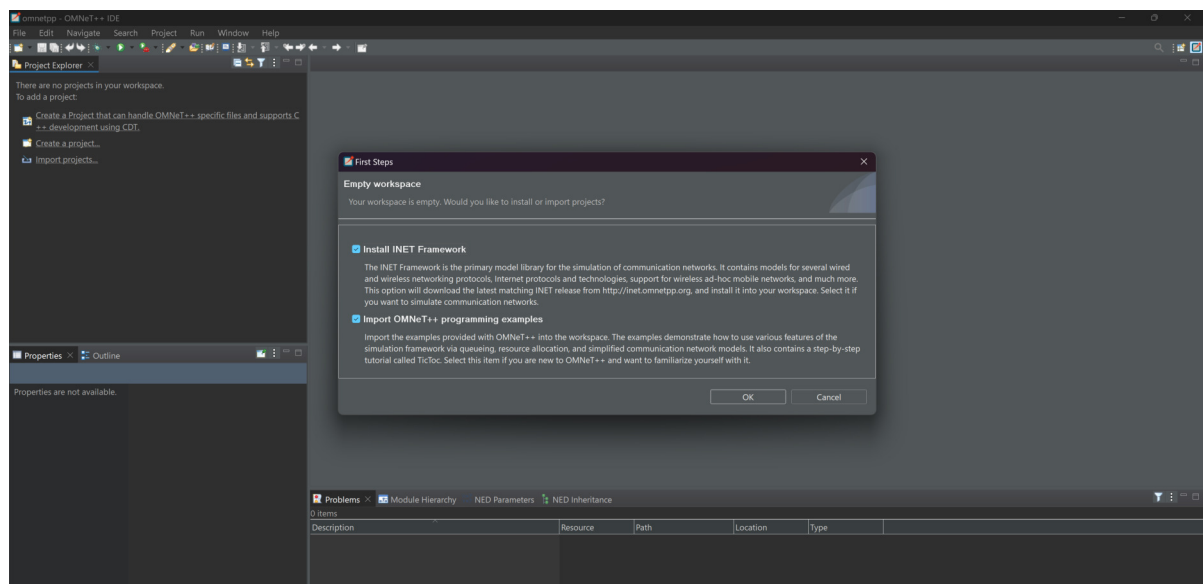 omnetpp - OMNeT++ IDE
File Edit Navigate Search Project Run Window Help
Project Explorer
There are no projects in your workspace.
To add a project:
Create a Project that can handle OMNeT++ specific files and supports C
++ development using CDT.
Create a project...
Import projects...
First Steps
Empty workspace
Your workspace is empty. Would you like to install or import projects?
Install INET Framework
The INET Framework is the primary model library for the simulation of communication networks. It contains models for several wired
and wireless networking protocols, Internet protocols and technologies, support for wireless ad-hoc mobile networks, and much more.
This option will download the latest matching INET release from http://inet.omnetpp.org, and install it into your workspace. Select it if
you want to simulate communication networks.
Import OMNeT++ programming examples
Import the examples provided with OMNeT++ into the workspace. The examples demonstrate how to use various features of the
simulation framework via queueing, resource allocation, and simplified communication network models. It also contains a step-by-step
tutorial called TicToc. Select this item if you are new to OMNeT++ and want to familiarize yourself with it.
OK Cancel
Properties Outline
Properties are not available.
Problems Module Hierarchy NED Parameters NED Inheritance
0 items
Description Resource Path Location Type